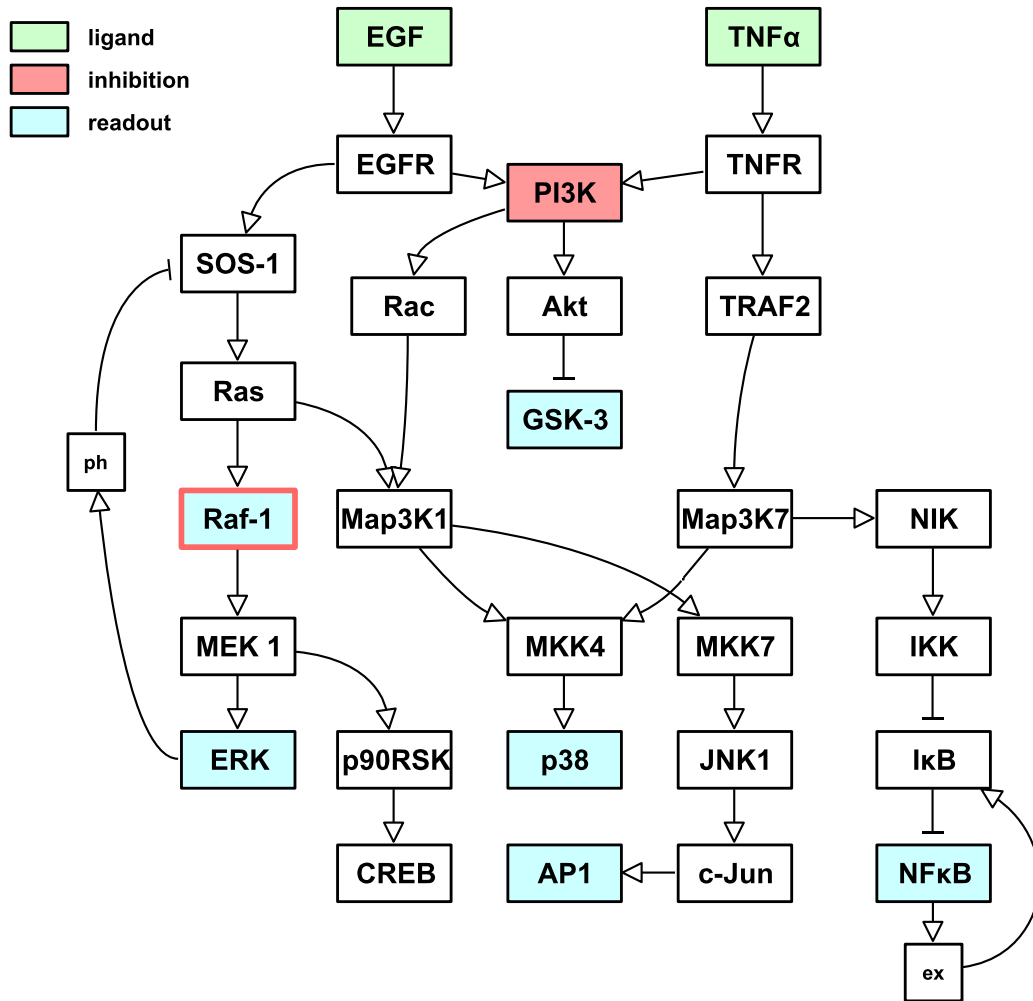 ligand
inhibition
readout
EGF
TNFα
EGFR
PI3K
TNFR
SOS-1
Rac
Akt
TRAF2
Ras
GSK-3
ph
Raf-1
Map3K1
Map3K7
NIK
MEK 1
MKK4
MKK7
IKK
ERK
p90RSK
p38
JNK1
IκB
CREB
AP1
c-Jun
NFκB
ex